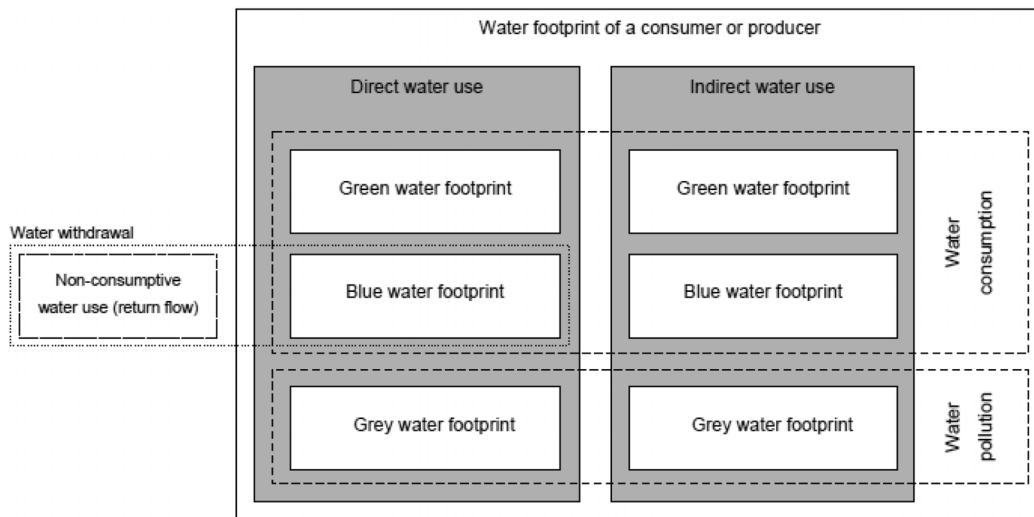 Water footprint of a consumer or producer
Direct water use
Indirect water use
Green water footprint
Green water footprint
Water withdrawal
Non-consumptive
water use (return flow)
Blue water footprint
Blue water footprint
Water
consumption
Grey water footprint
Grey water footprint
Water
pollution